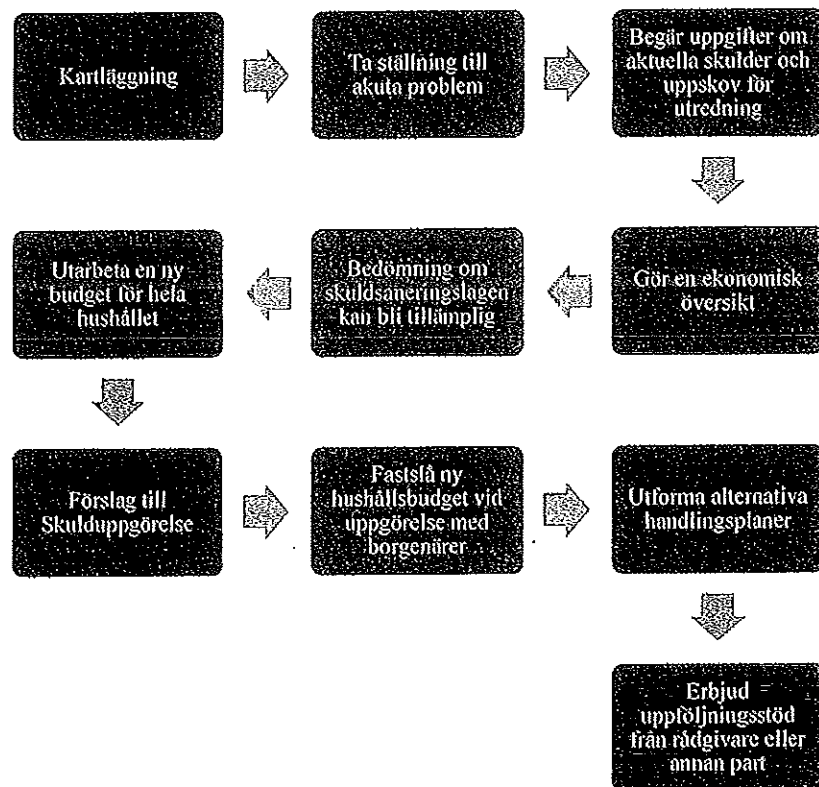 Kartläggning
Ta ställning till
akuta problem
Begär uppgifter om
aktuella skulder och
uppskov för
utredning
Gör en ekonomisk
översikt
Bedömning om
skuldsaneringslagen
kan bli tillämplig
Utarbeta en ny
budget för hela
hushållet
Förslag till
Skulduppgörelse
Fastslå ny
hushållsbudget vid
uppgörelse med
borgenärer
Utforma alternativa
handlingsplaner
Erbjud
uppföljningsstöd
från rådgivare eller
annan part